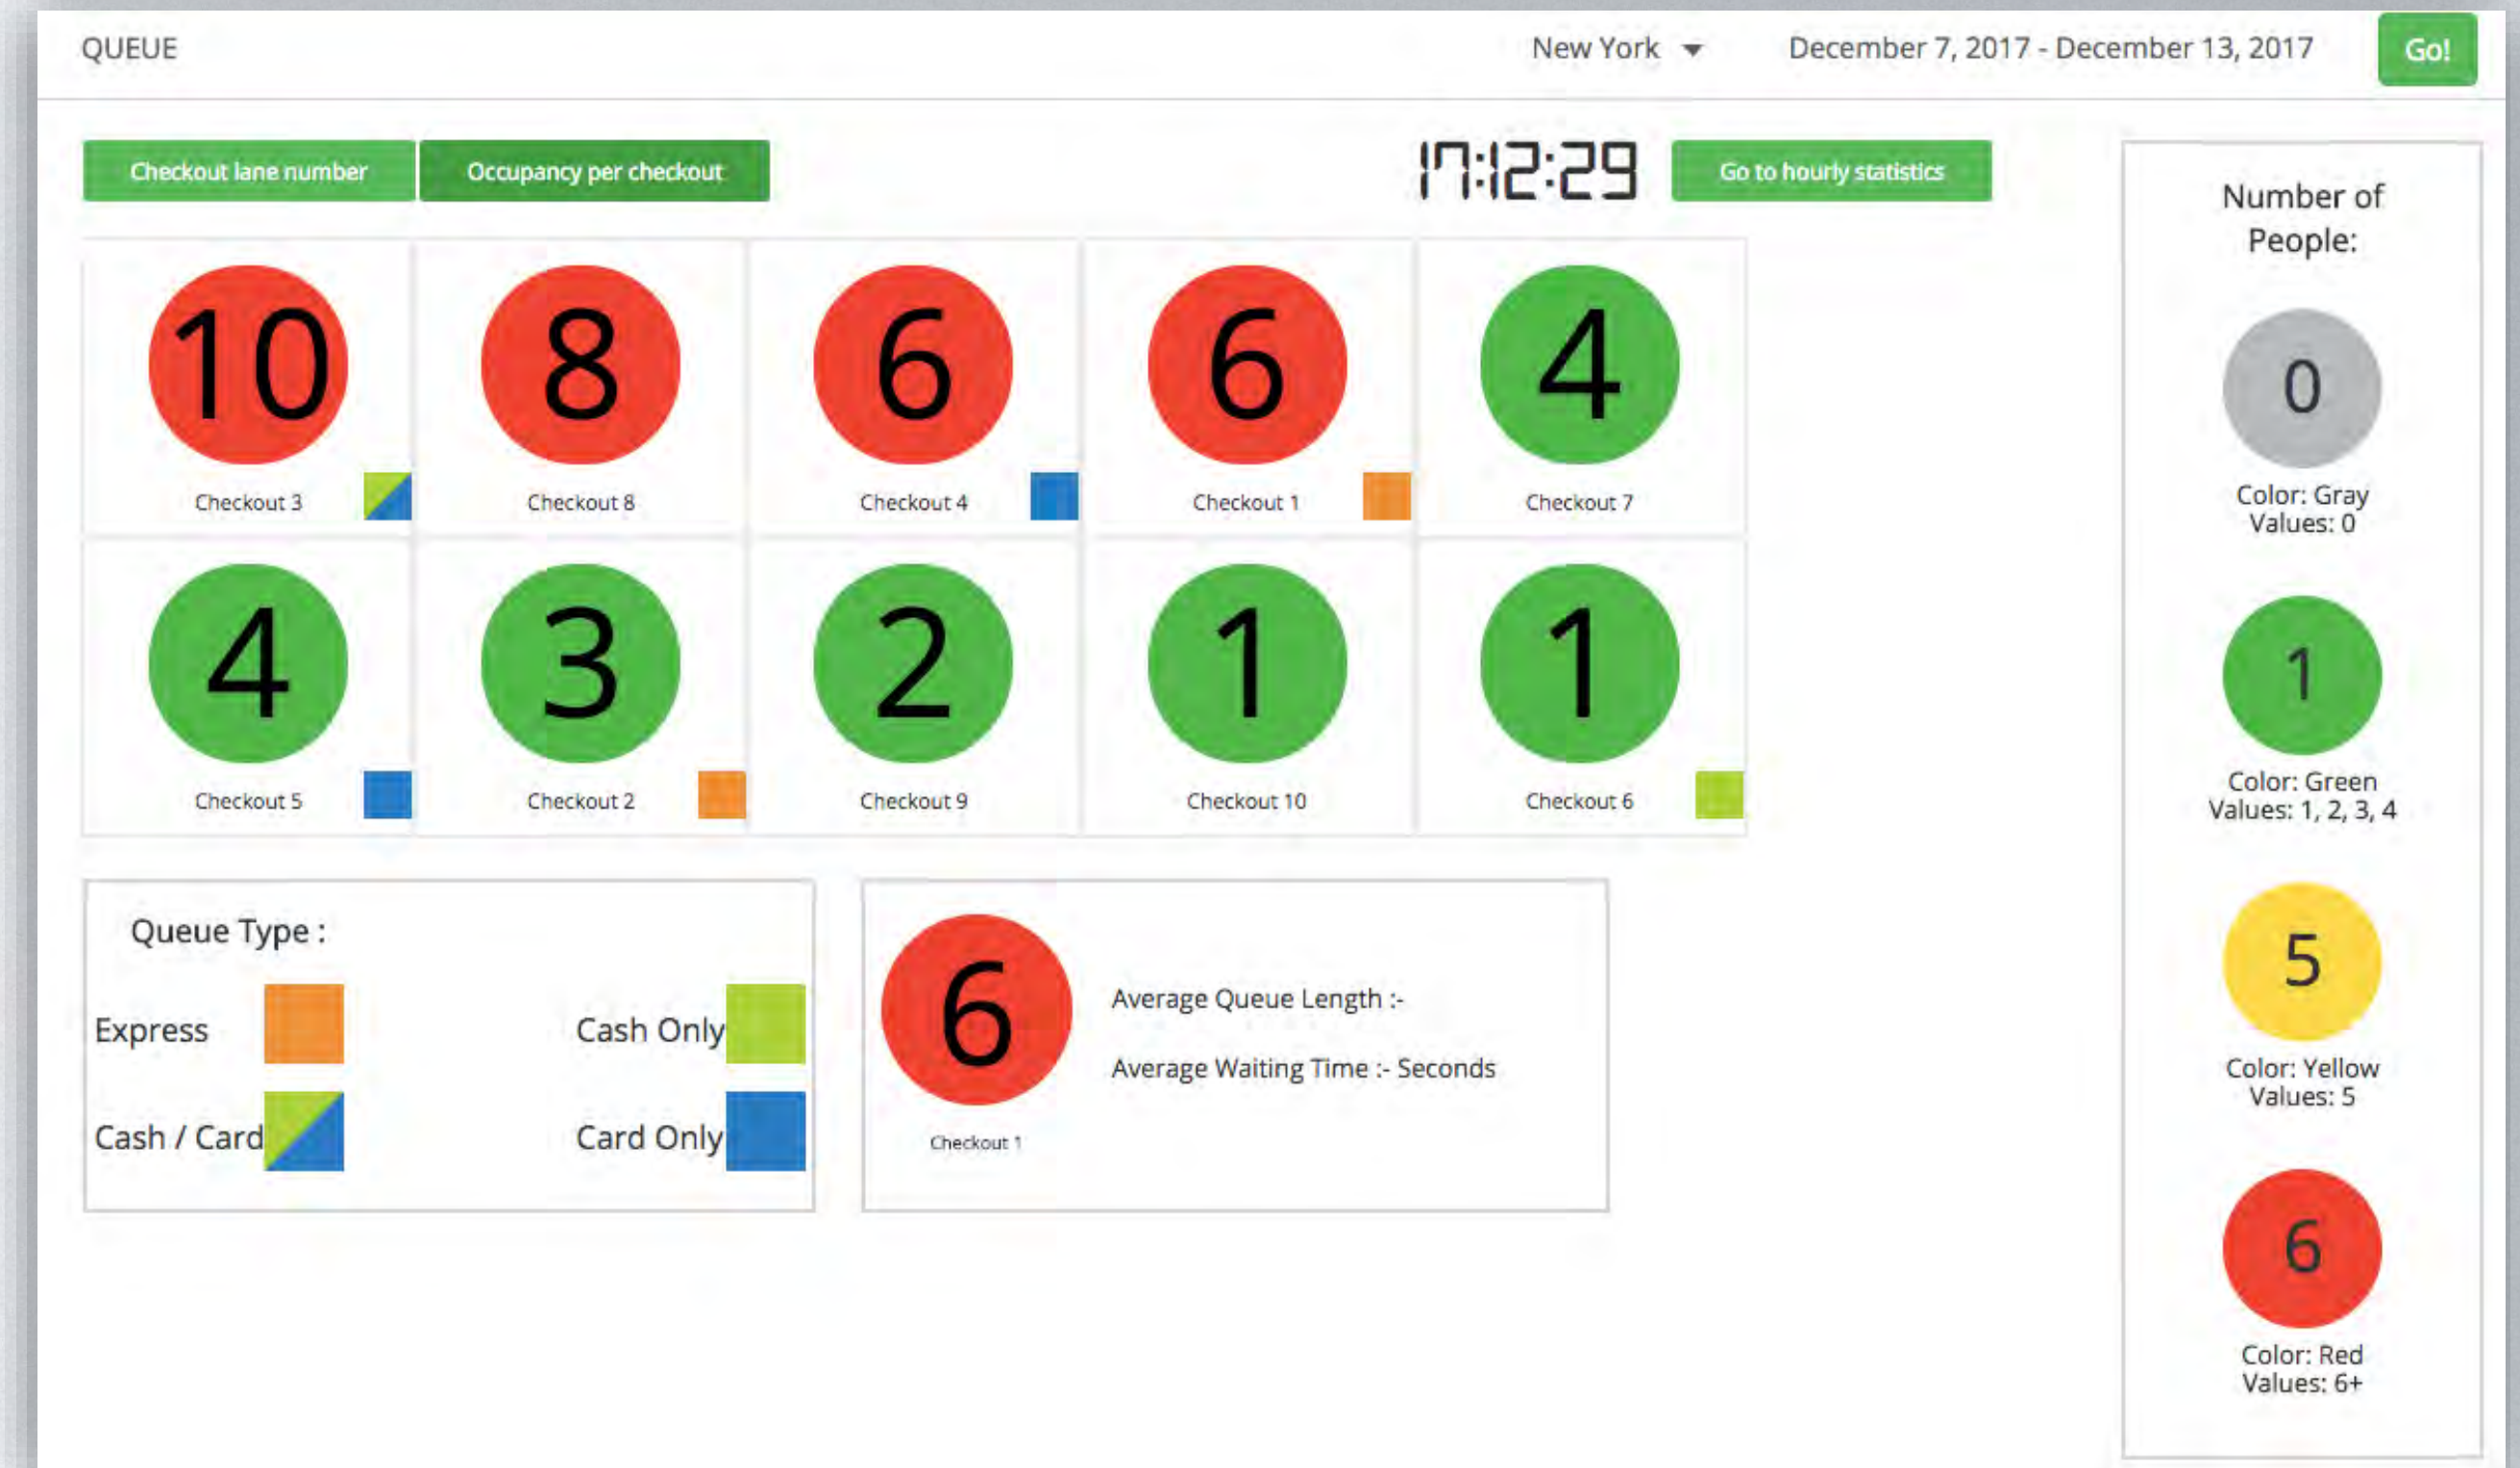 QUEUE
New York
December 7, 2017 - December 13, 2017
Go!
Checkout lane number
Occupancy per checkout
17:12:29
Go to hourly statistics
10
8
6
6
4
Checkout 3
Checkout 8
Checkout 4
Checkout 1
Checkout 7
4
3
2
1
1
Checkout 5
Checkout 2
Checkout 9
Checkout 10
Checkout 6
Queue Type :
Express
Cash Only
Cash / Card
Card Only
6
Checkout 1
Average Queue Length :-
Average Waiting Time :- Seconds
Number of
People:
0
Color: Gray
Values: 0
1
Color: Green
Values: 1, 2, 3, 4
5
Color: Yellow
Values: 5
6
Color: Red
Values: 6+